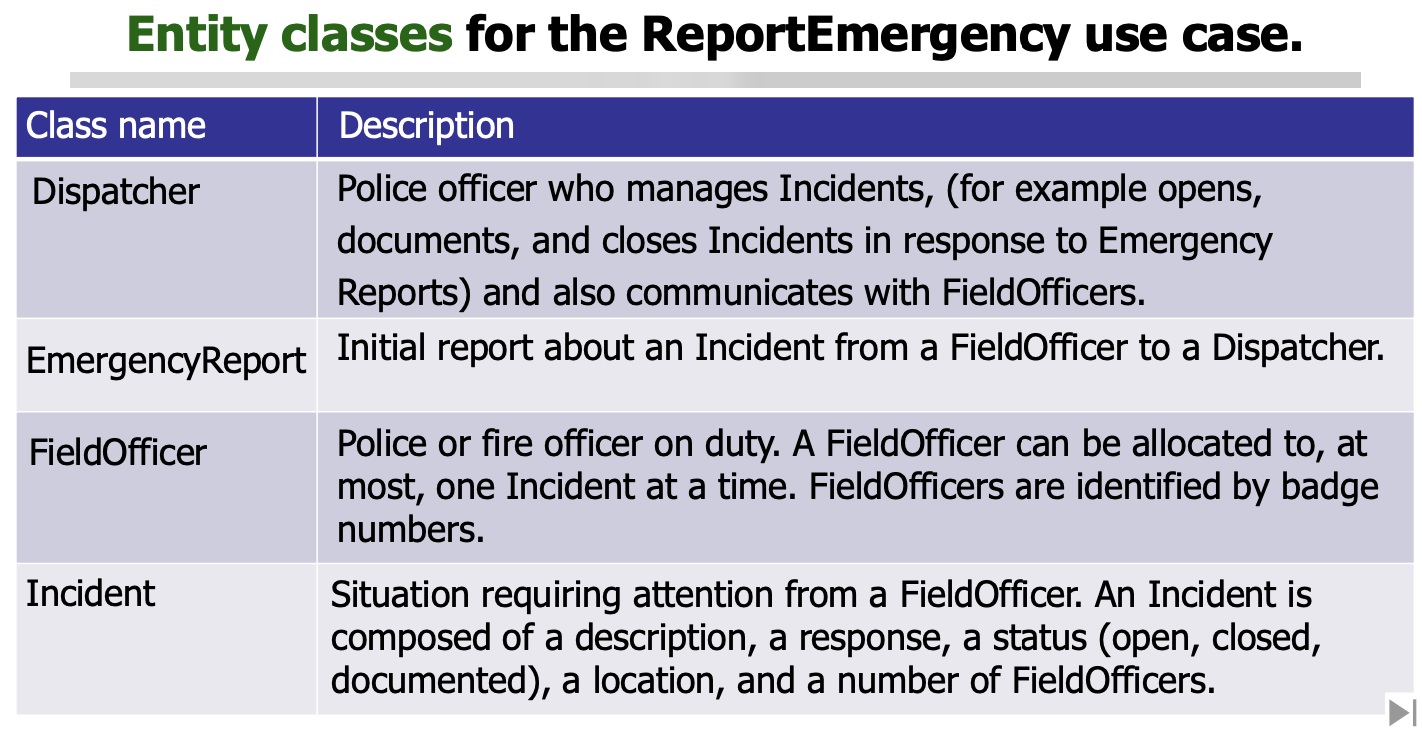 Entity classes for the ReportEmergency use case.
Class name
Description
Dispatcher
Police officer who manages Incidents, (for example opens,
documents, and closes Incidents in response to Emergency
Reports) and also communicates with FieldOfficers.
EmergencyReport
Initial report about an Incident from a FieldOfficer to a Dispatcher.
FieldOfficer
Police or fire officer on duty. A FieldOfficer can be allocated to, at
most, one Incident at a time. FieldOfficers are identified by badge
numbers.
Incident
Situation requiring attention from a FieldOfficer. An Incident is
composed of a description, a response, a status (open, closed,
documented), a location, and a number of FieldOfficers.